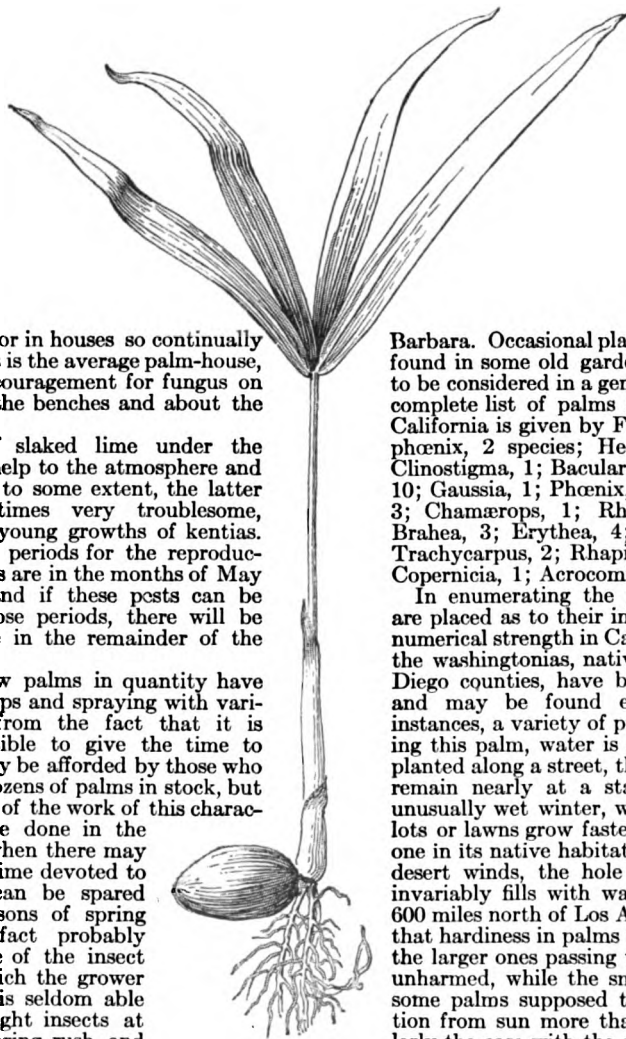 or in houses so continually
s is the average palm-house,
couragement for fungus on
the benches and about the
slaked lime under the
help to the atmosphere and
to some extent, the latter
times very troublesome,
young growths of kentias.
periods for the reproduc-
s are in the months of May
nd if these pests can be
ose periods, there will be
e in the remainder of the
w palms in quantity have
ps and spraying with vari-
from the fact that it is
sible to give the time to
y be afforded by those who
ozens of palms in stock, but
of the work of this charac-
e done in the
when there may
time devoted to
can be spared
sons of spring
fact probably
e of the insect
ich the grower
is seldom able
ght insects at
Barbara. Occasional pla
found in some old garde
to be considered in a gen
complete list of palms
California is given by F
phœnix, 2 species; He
Clinostigma, 1; Bacular
10; Gaussia, 1; Phœnix,
3; Chamærops, 1; Rh
Brahea, 3; Erythea, 4;
Trachycarpus, 2; Rhapi
Copernicia, 1; Acrocom
In enumerating the
are placed as to their in
numerical strength in Ca
the washingtonias, nativ
Diego counties, have b
and may be found e
instances, a variety of p
ing this palm, water is
planted along a street, th
remain nearly at a sta
unusually wet winter, w
lots or lawns grow faste
one in its native habitat
desert winds, the hole
invariably fills with wa
600 miles north of Los A
that hardiness in palms
the larger ones passing
unharmed, while the sm
some palms supposed t
tion from sun more tha